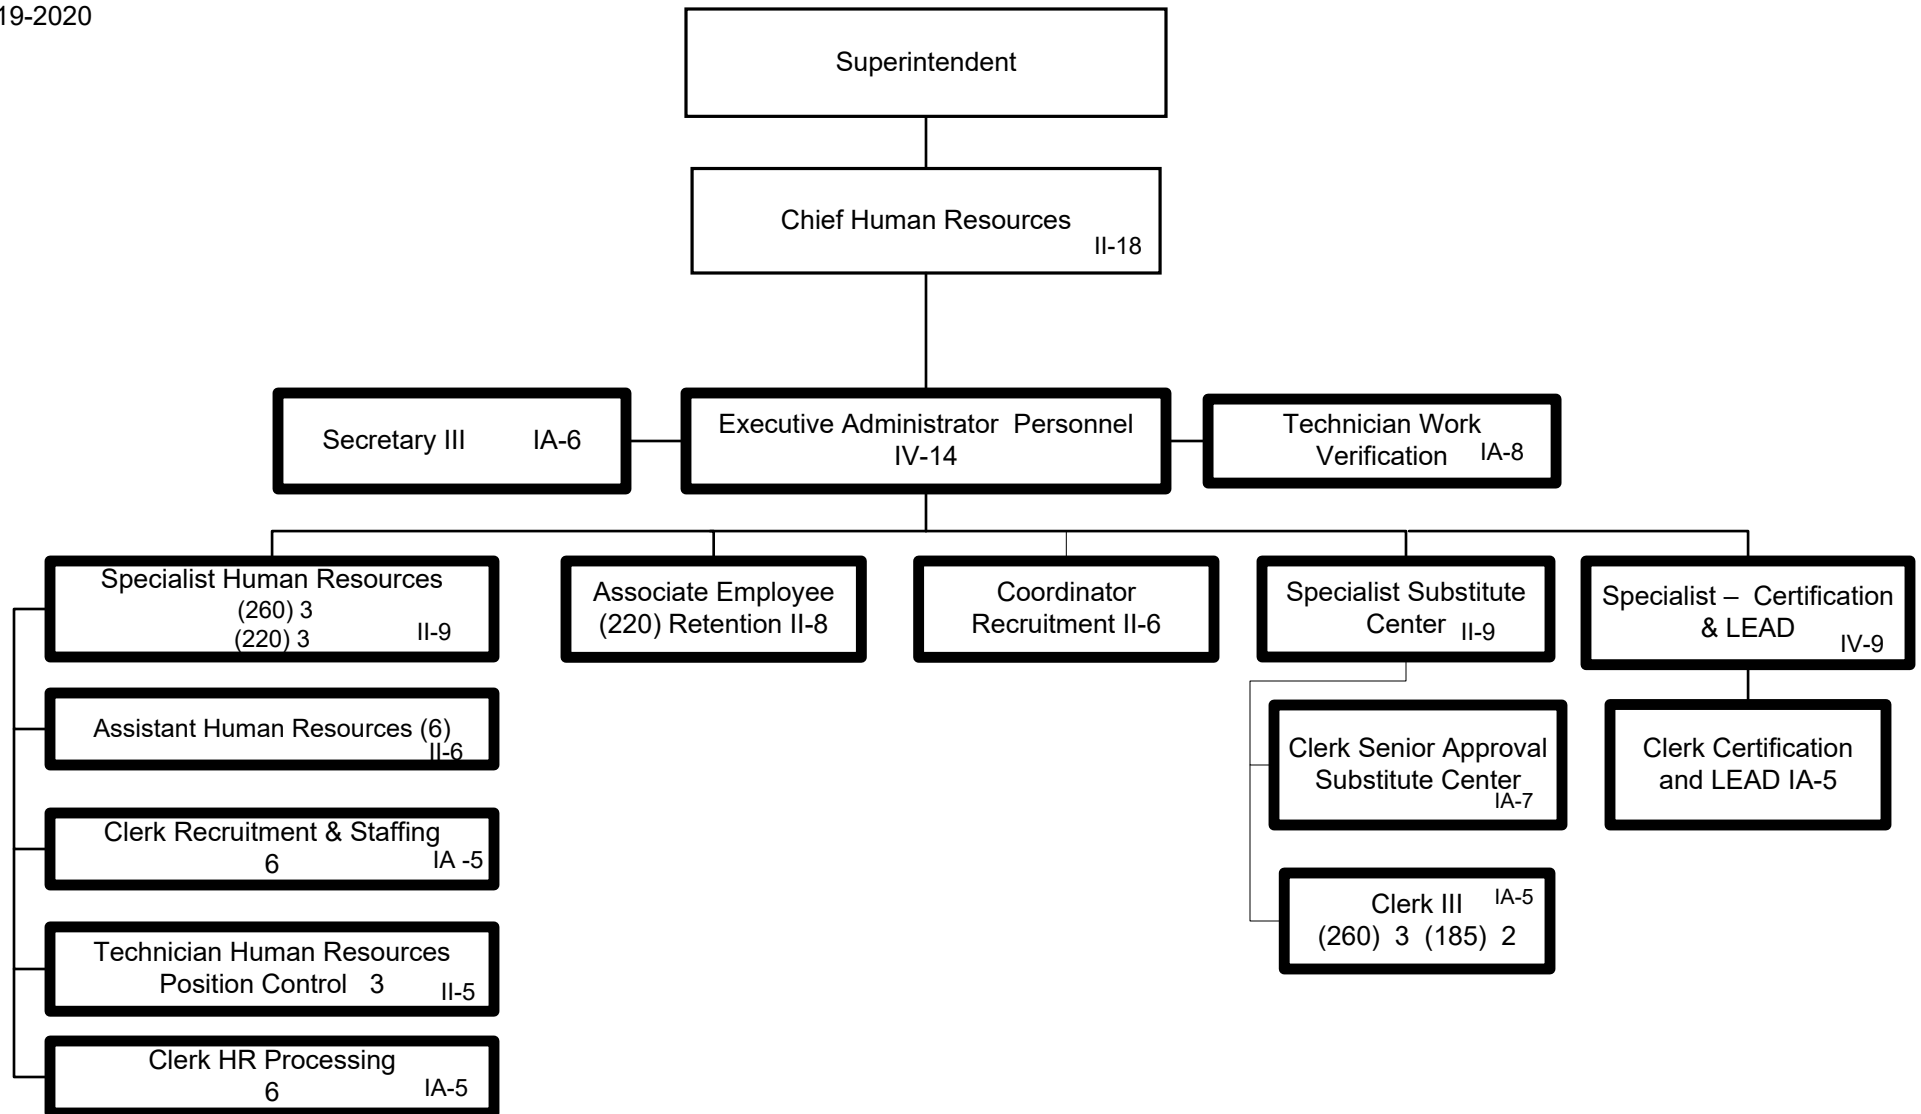 19-2020
Superintendent
Chief Human Resources
II-18
Secretary III IA-6
Executive Administrator Personnel
IV-14
Technician Work
Verification IA-8
Specialist Human Resources
(260) 3
(220) 3 II-9
Associate Employee
(220) Retention II-8
Coordinator
Recruitment II-6
Specialist Substitute
Center II-9
Specialist – Certification
& LEAD
IV-9
Assistant Human Resources (6)
II-6
Clerk Recruitment & Staffing
6 IA -5
Technician Human Resources
Position Control 3 II-5
Clerk HR Processing
6 IA-5
Clerk Senior Approval
Substitute Center
IA-7
Clerk III IA-5
(260) 3 (185) 2
Clerk Certification
and LEAD IA-5